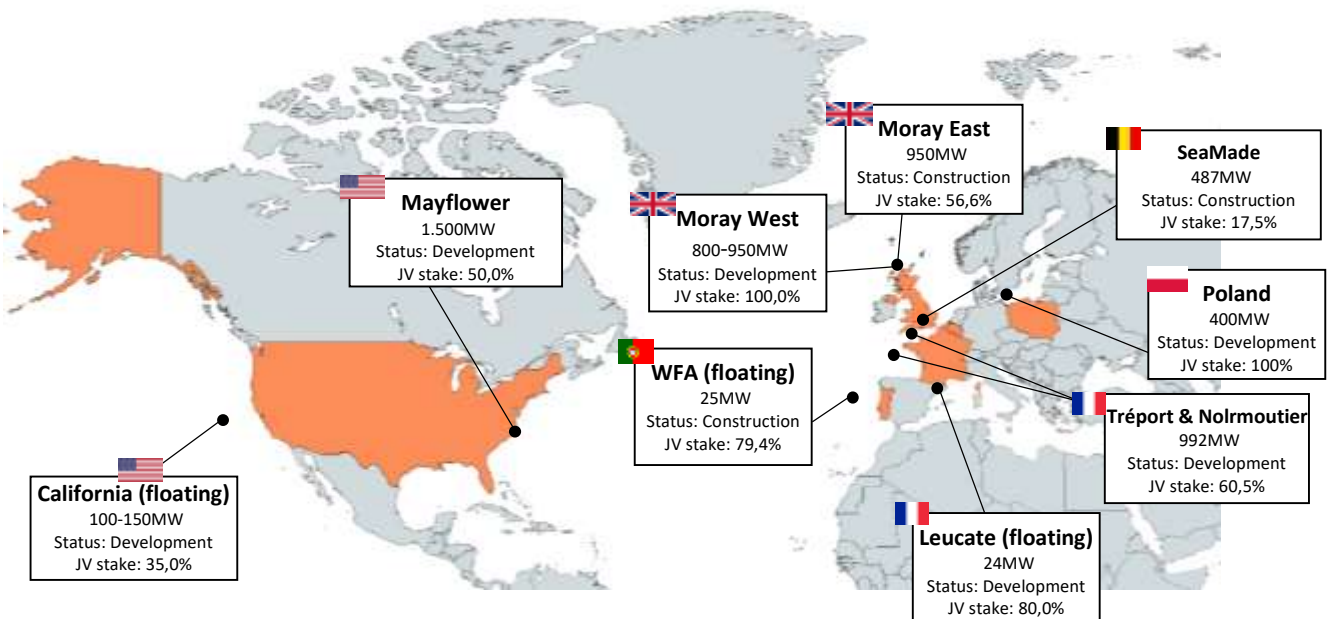 Moray East
950MW
Status: Construction
JV stake: 56,6%
SeaMade
487MW
Status: Construction
JV stake: 17,5%
Mayflower
1.500MW
Status: Development
JV stake: 50,0%
Moray West
800-950MW
Status: Development
JV stake: 100,0%
Poland
400MW
Status: Development
JV stake: 100%
WFA (floating)
25MW
Status: Construction
JV stake: 79,4%
Tréport & Nolrmoutier
992MW
Status: Development
JV stake: 60,5%
California (floating)
100-150MW
Status: Development
JV stake: 35,0%
Leucate (floating)
24MW
Status: Development
JV stake: 80,0%